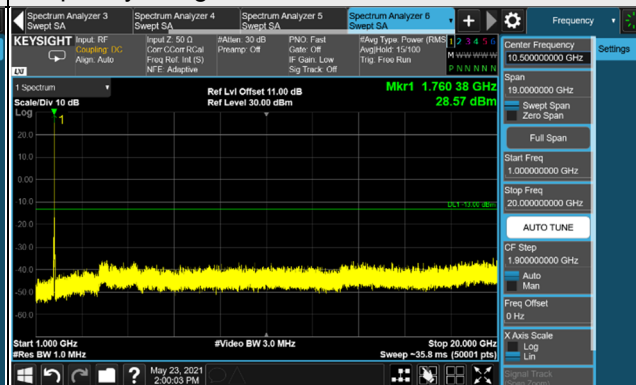 Spectrum Analyzer 3
Swept SA
Spectrum Analyzer 4
Swept SA
Spectrum Analyzer 5
Swept SA
Spectrum Analyzer 6
Swept SA
Frequency
KEYSIGHT
Input: RF
Coupling: DC
Align: Auto
Input Z: 50 Ω
Corr CCorr RCal
Freq Ref: Int (S)
NFE: Adaptive
#Atten: 30 dB
Preamp: Off
PNO: Fast
Gate: Off
IF Gain: Low
Sig Track: Off
#Avg Type: Power (RMS
Avg|Hold: 15/100
Trig: Free Run
1 2 3 4 5 6
M W W W W W
P N N N N N
LXI
1 Spectrum
Scale/Div 10 dB
Log
Ref Lvl Offset 11.00 dB
Ref Level 30.00 dBm
Mkr1 1.760 38 GHz
28.57 dBm
1
20.0
10.0
0.00
-10.0
DL1 -13.00 dBm
-20.0
-30.0
-40.0
-50.0
-60.0
Start 1.000 GHz
#Res BW 1.0 MHz
#Video BW 3.0 MHz
Stop 20.000 GHz
Sweep ~35.8 ms (50001 pts)
Center Frequency
10.500000000 GHz
Settings
Span
19.0000000 GHz
Swept Span
Zero Span
Full Span
Start Freq
1.000000000 GHz
Stop Freq
20.000000000 GHz
AUTO TUNE
CF Step
1.900000000 GHz
Auto
Man
Freq Offset
0 Hz
X Axis Scale
Log
Lin
Signal Track
(Span Zoom)
?
May 23, 2021
2:00:03 PM